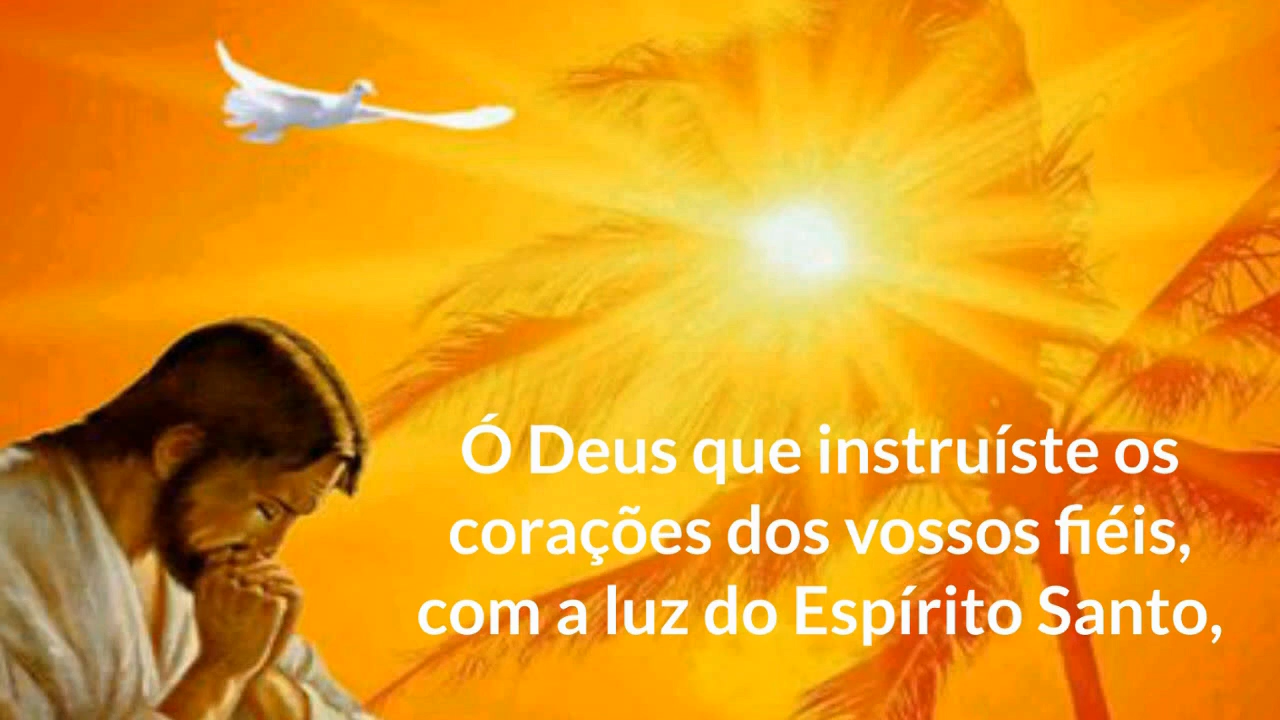 Ó Deus que instruíste os
corações dos vossos fiéis,
com a luz do Espírito Santo,